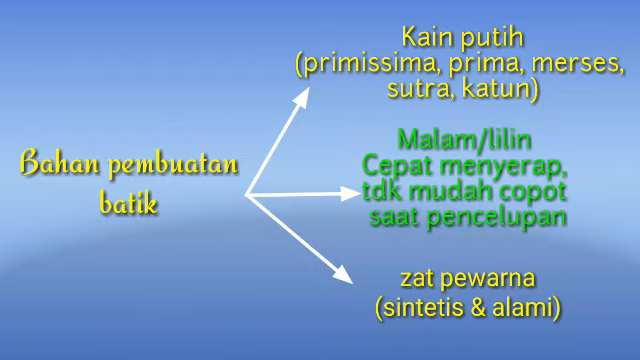 Bahan pembuatan
batik
Kain putih
(primissima, prima, merses,
sutra, katun)
Malam/lilin
Cepat menyerap,
tdk mudah copot
saat pencelupan
zat pewarna
(sintetis & alami)